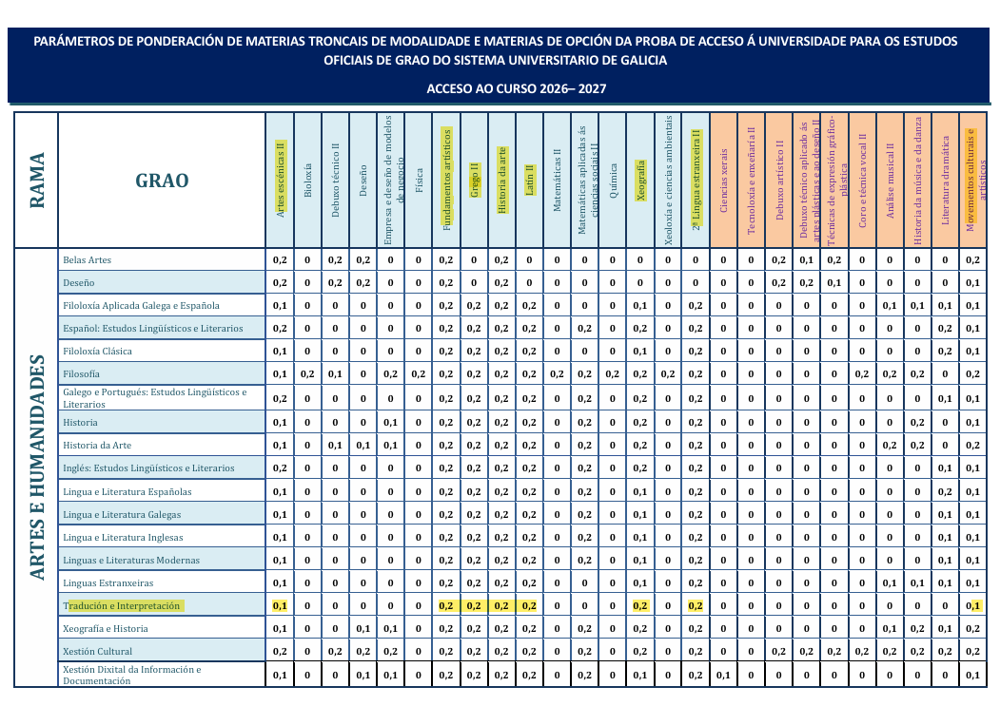 PARÁMETROS DE PONDERACIÓN DE MATERIAS TRONCAIS DE MODALIDADE E MATERIAS DE OPCIÓN DA PROBA DE ACCESO Á UNIVERSIDADE PARA OS ESTUDOS
OFICIAIS DE GRAO DO SISTEMA UNIVERSITARIO DE GALICIA
ACCESO AO CURSO 2026– 2027
RAMA
GRAO
Artes escénicas II
Bioloxía
Debuxo técnico II
Deseño
Empresa e deseño de modelos
de negocio
Física
Fundamentos artísticos
Grego II
Historia da arte
Latín II
Matemáticas II
Matemáticas aplicadas ás
ciencias sociais II
Química
Xeografía
Xeoloxía e ciencias ambientais
2ª Lingua estranxeira II
Ciencias xerais
Tecnoloxía e enxeñaría II
Debuxo artístico II
Debuxo técnico aplicado ás
artes plásticas e ao deseño II
Técnicas de expresión gráfico-
plástica
Coro e técnica vocal II
Análise musical II
Historia da música e da danza
Literatura dramática
Movementos culturais e
artísticos
ARTES E HUMANIDADES
Belas Artes 0,2 0 0,2 0,2 0 0 0,2 0 0,2 0 0 0 0 0 0 0 0 0 0,2 0,1 0,2 0 0 0 0 0,2
Deseño 0,2 0 0,2 0,2 0 0 0,2 0 0,2 0 0 0 0 0 0 0 0 0 0,2 0,2 0,1 0 0 0 0 0,1
Filoloxía Aplicada Galega e Española 0,1 0 0 0 0 0 0,2 0,2 0,2 0,2 0 0 0 0,1 0 0,2 0 0 0 0 0 0 0,1 0,1 0,1 0,1
Español: Estudos Lingüísticos e Literarios 0,2 0 0 0 0 0 0,2 0,2 0,2 0,2 0 0,2 0 0,2 0 0,2 0 0 0 0 0 0 0 0 0,2 0,1
Filoloxía Clásica 0,1 0 0 0 0 0 0,2 0,2 0,2 0,2 0 0 0 0,1 0 0,2 0 0 0 0 0 0 0 0 0,2 0,1
Filosofía 0,1 0,2 0,1 0 0,2 0,2 0,2 0,2 0,2 0,2 0,2 0,2 0,2 0,2 0,2 0,2 0 0 0 0 0 0,2 0,2 0,2 0 0,2
Galego e Portugués: Estudos Lingüísticos e
Literarios 0,2 0 0 0 0 0 0,2 0,2 0,2 0,2 0 0,2 0 0,2 0 0,2 0 0 0 0 0 0 0 0 0,1 0,1
Historia 0,1 0 0 0 0,1 0 0,2 0,2 0,2 0,2 0 0,2 0 0,2 0 0,2 0 0 0 0 0 0 0 0,2 0 0,1
Historia da Arte 0,1 0 0,1 0,1 0,1 0 0,2 0,2 0,2 0,2 0 0,2 0 0,2 0 0,2 0 0 0 0 0 0 0,2 0,2 0 0,2
Inglés: Estudos Lingüísticos e Literarios 0,2 0 0 0 0 0 0,2 0,2 0,2 0,2 0 0,2 0 0,2 0 0,2 0 0 0 0 0 0 0 0 0,1 0,1
Lingua e Literatura Españolas 0,1 0 0 0 0 0 0,2 0,2 0,2 0,2 0 0,2 0 0,1 0 0,2 0 0 0 0 0 0 0 0 0,2 0,1
Lingua e Literatura Galegas 0,1 0 0 0 0 0 0,2 0,2 0,2 0,2 0 0,2 0 0,1 0 0,2 0 0 0 0 0 0 0 0 0,1 0,1
Lingua e Literatura Inglesas 0,1 0 0 0 0 0 0,2 0,2 0,2 0,2 0 0,2 0 0,1 0 0,2 0 0 0 0 0 0 0 0 0,1 0,1
Linguas e Literaturas Modernas 0,1 0 0 0 0 0 0,2 0,2 0,2 0,2 0 0,2 0 0,1 0 0,2 0 0 0 0 0 0 0 0 0,1 0,1
Linguas Estranxeiras 0,1 0 0 0 0 0 0,2 0,2 0,2 0,2 0 0 0 0,1 0 0,2 0 0 0 0 0 0 0,1 0,1 0,1 0,1
Tradución e Interpretación 0,1 0 0 0 0 0 0,2 0,2 0,2 0,2 0 0 0 0,2 0 0,2 0 0 0 0 0 0 0 0 0 0,1
Xeografía e Historia 0,1 0 0 0,1 0,1 0 0,2 0,2 0,2 0,2 0 0,2 0 0,2 0 0,2 0 0 0 0 0 0 0,1 0,2 0,1 0,2
Xestión Cultural 0,2 0 0,2 0,2 0,2 0 0,2 0,2 0,2 0,2 0 0,2 0 0,2 0 0,2 0 0 0,2 0,2 0,2 0,2 0,2 0,2 0,2 0,2
Xestión Dixital da Información e
Documentación 0,1 0 0 0,1 0,1 0 0,2 0,2 0,2 0,2 0 0,2 0 0,1 0 0,2 0,1 0 0 0 0 0 0 0 0 0,1